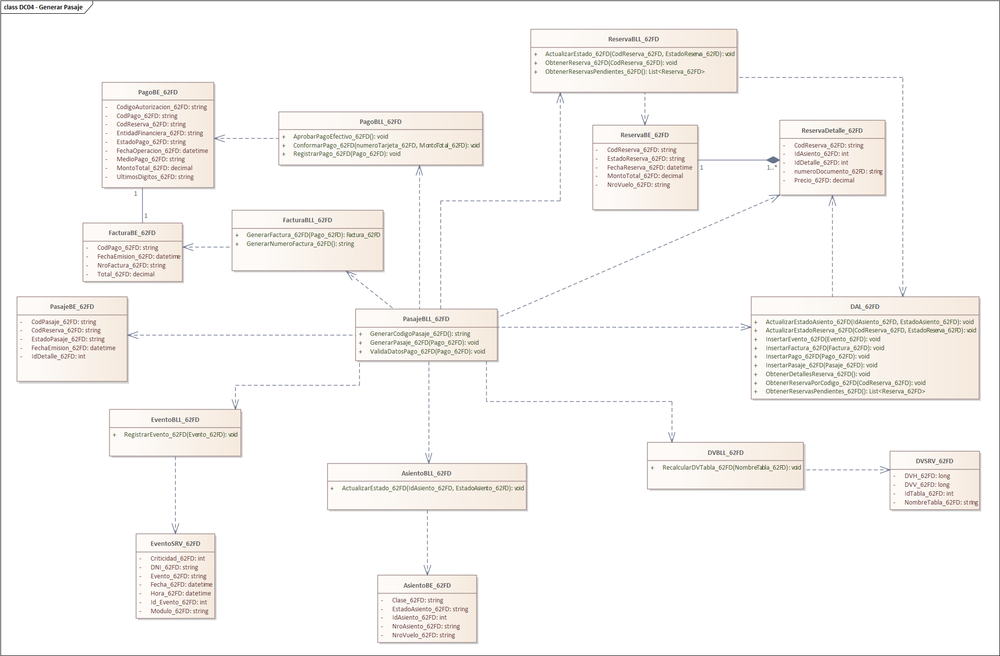 class DC04 - Generar Pasaje
ReservaBLL_62FD
+ ActualizarEstado_62FD(CodReserva_62FD, EstadoReserva_62FD): void
+ ObtenerReserva_62FD(CodReserva_62FD): void
+ ObtenerReservasPendientes_62FD(): List<Reserva_62FD>
PagoBE_62FD
- CodigoAutorizacion_62FD: string
- CodPago_62FD: string
- CodReserva_62FD: string
- EntidadFinanciera_62FD: string
- EstadoPago_62FD: string
- FechaOperacion_62FD: datetime
- MedioPago_62FD: string
- MontoTotal_62FD: decimal
- UltimosDigitos_62FD: string
PagoBLL_62FD
+ AprobarPagoEfectivo_62FD(): void
+ ConformarPago_62FD(numeroTarjeta_62FD, MontoTotal_62FD): void
+ RegistrarPago_62FD(Pago_62FD): void
ReservaBE_62FD
- CodReserva_62FD: string
- EstadoReserva_62FD: string
- FechaReserva_62FD: datetime
- MontoTotal_62FD: decimal
- NroVuelo_62FD: string
1
1..*
ReservaDetalle_62FD
- CodReserva_62FD: string
- IdAsiento_62FD: int
- IdDetalle_62FD: int
- numeroDocumento_62FD: string
- Precio_62FD: decimal
1
1
FacturaBE_62FD
- CodPago_62FD: string
- FechaEmision_62FD: datetime
- NroFactura_62FD: string
- Total_62FD: decimal
FacturaBLL_62FD
+ GenerarFactura_62FD(Pago_62FD): Factura_62FD
+ GenerarNumeroFactura_62FD(): string
PasajeBE_62FD
- CodPasaje_62FD: string
- CodReserva_62FD: string
- EstadoPasaje_62FD: string
- FechaEmision_62FD: datetime
- IdDetalle_62FD: int
PasajeBLL_62FD
+ GenerarCodigoPasaje_62FD(): string
+ GenerarPasaje_62FD(Pago_62FD): void
+ ValidaDatosPago_62FD(Pago_62FD): void
DAL_62FD
+ ActualizarEstadoAsiento_62FD(IdAsiento_62FD, EstadoAsiento_62FD): void
+ ActualizarEstadoReserva_62FD(CodReserva_62FD, EstadoReserva_62FD): void
+ InsertarEvento_62FD(Evento_62FD): void
+ InsertarFactura_62FD(Factura_62FD): void
+ InsertarPago_62FD(Pago_62FD): void
+ InsertarPasaje_62FD(Pasaje_62FD): void
+ ObtenerDetallesReserva_62FD(): void
+ ObtenerReservaPorCodigo_62FD(CodReserva_62FD): void
+ ObtenerReservasPendientes_62FD(): List<Reserva_62FD>
EventoBLL_62FD
+ RegistrarEvento_62FD(Evento_62FD): void
AsientoBLL_62FD
+ ActualizarEstado_62FD(IdAsiento_62FD, EstadoAsiento_62FD): void
DVBLL_62FD
+ RecalcularDVTabla_62FD(NombreTabla_62FD): void
DVSRV_62FD
- DVH_62FD: long
- DVV_62FD: long
- IdTabla_62FD: int
- NombreTabla_62FD: string
EventoSRV_62FD
- Criticidad_62FD: int
- DNI_62FD: string
- Evento_62FD: string
- Fecha_62FD: datetime
- Hora_62FD: datetime
- Id_Evento_62FD: int
- Modulo_62FD: string
AsientoBE_62FD
- Clase_62FD: string
- EstadoAsiento_62FD: string
- IdAsiento_62FD: int
- NroAsiento_62FD: string
- NroVuelo_62FD: string